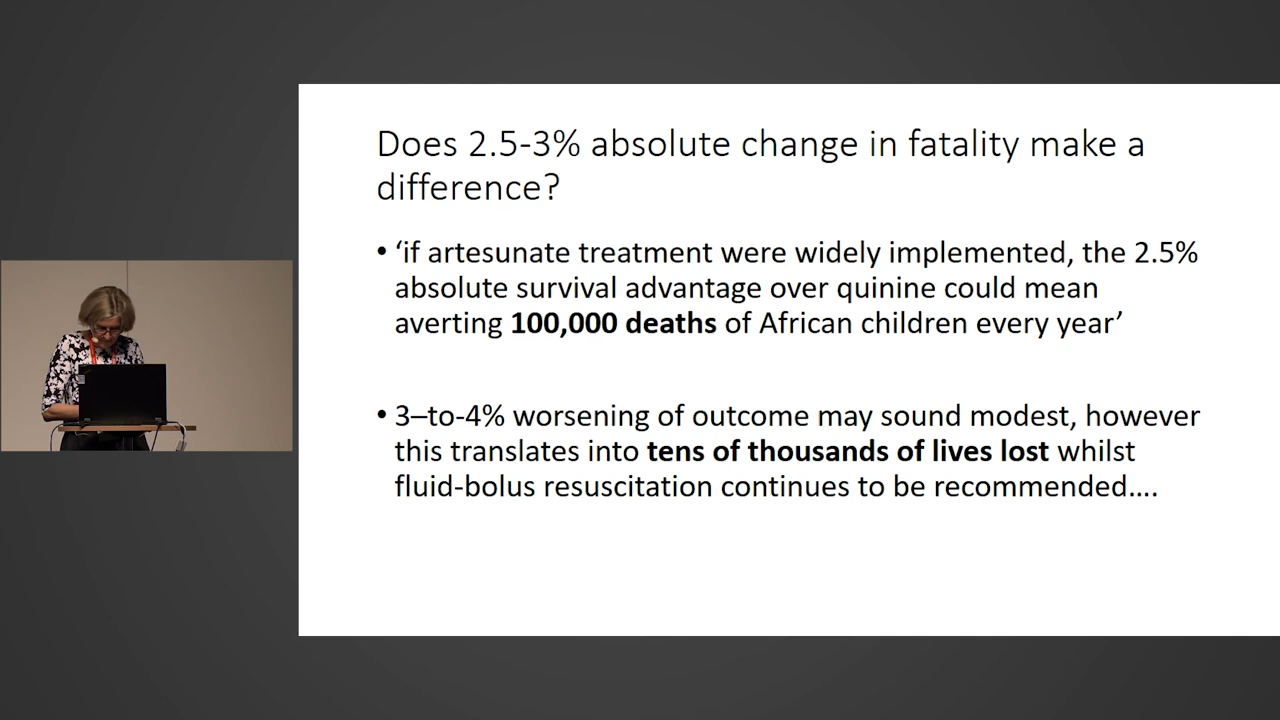 Does 2.5-3% absolute change in fatality make a
difference?
• ‘if artesunate treatment were widely implemented, the 2.5%
absolute survival advantage over quinine could mean
averting 100,000 deaths of African children every year’
• 3–to-4% worsening of outcome may sound modest, however
this translates into tens of thousands of lives lost whilst
fluid-bolus resuscitation continues to be recommended….